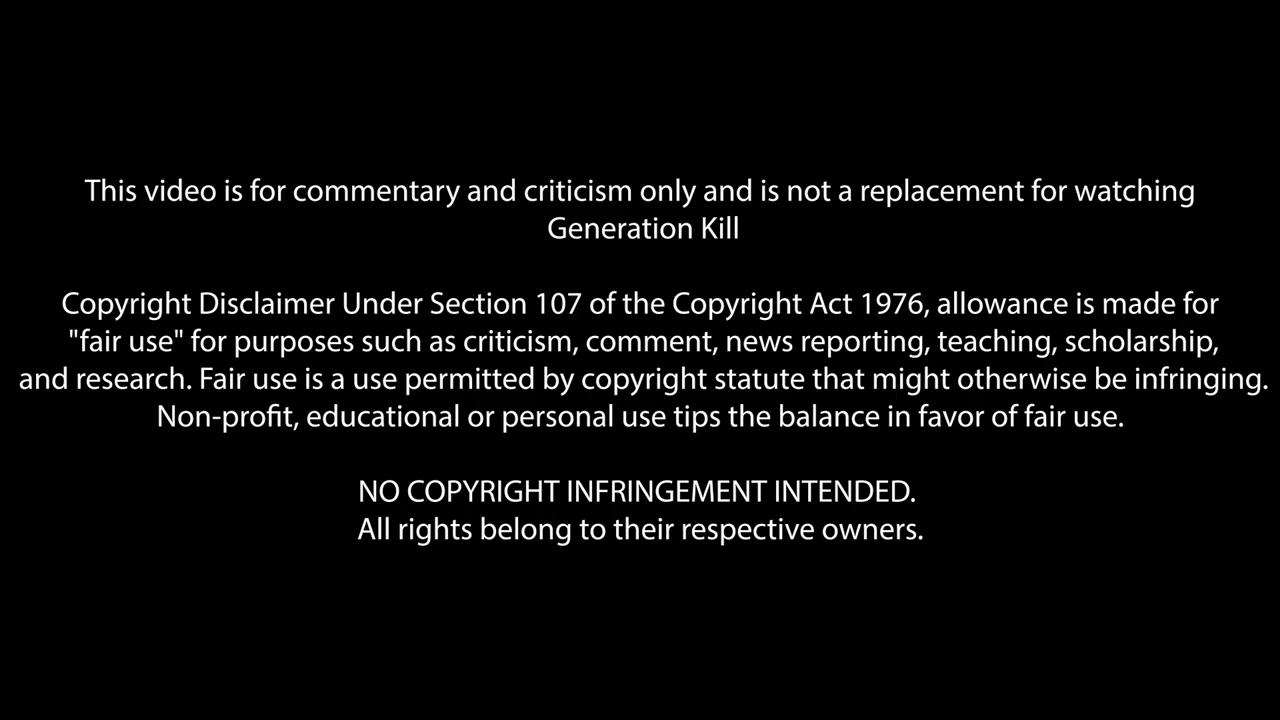 This video is for commentary and criticism only and is not a replacement for watching
Generation Kill
Copyright Disclaimer Under Section 107 of the Copyright Act 1976, allowance is made for
"fair use" for purposes such as criticism, comment, news reporting, teaching, scholarship,
and research. Fair use is a use permitted by copyright statute that might otherwise be infringing.
Non-profit, educational or personal use tips the balance in favor of fair use.
NO COPYRIGHT INFRINGEMENT INTENDED.
All rights belong to their respective owners.